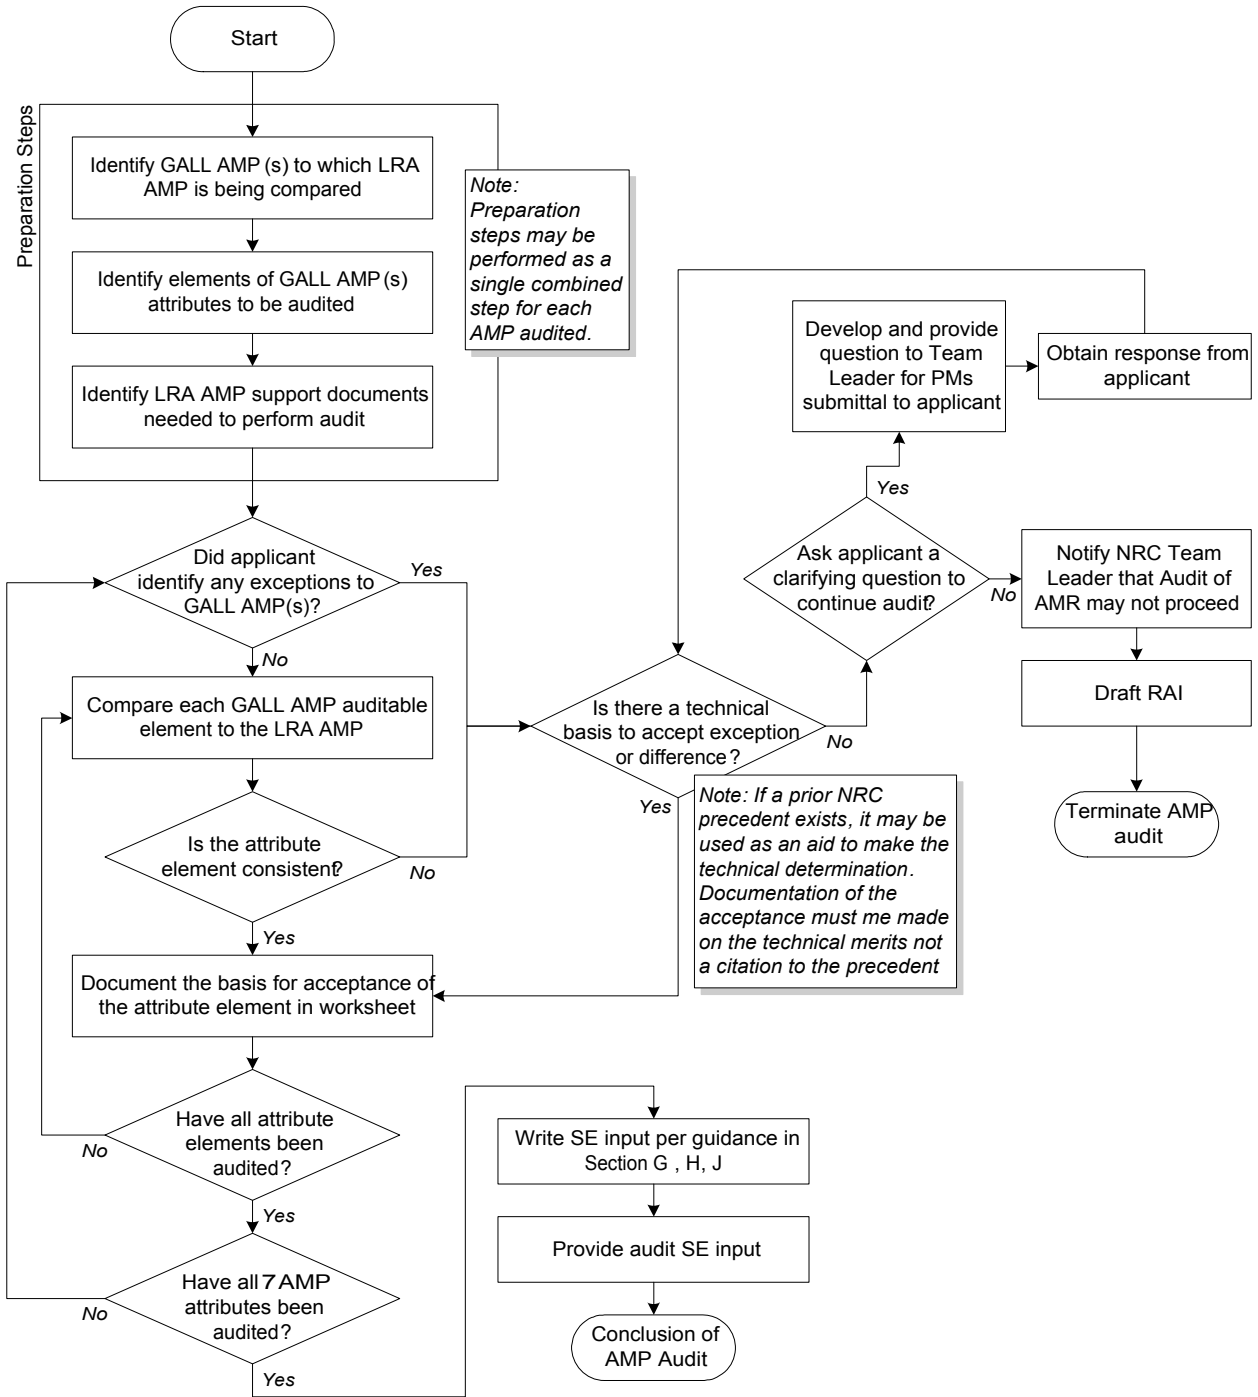 Start
Preparation Steps
Identify GALL AMP (s) to which LRA
AMP is being compared
Identify elements of GALL AMP (s)
attributes to be audited
Identify LRA AMP support documents
needed to perform audit
Note:
Preparation
steps may be
performed as a
single combined
step for each
AMP audited.
Did applicant
identify any exceptions to
GALL AMP(s)?
Yes
No
Compare each GALL AMP auditable
element to the LRA AMP
Is the attribute
element consistent?
No
Yes
Document the basis for acceptance of
the attribute element in worksheet
Have all attribute
elements been
audited?
No
Yes
Have all 7 AMP
attributes been
audited?
No
Yes
Is there a technical
basis to accept exception
or difference?
No
Yes
Note: If a prior NRC
precedent exists, it may be
used as an aid to make the
technical determination.
Documentation of the
acceptance must me made
on the technical merits not
a citation to the precedent
Develop and provide
question to Team
Leader for PMs
submittal to applicant
Obtain response from
applicant
Yes
Ask applicant a
clarifying question to
continue audit?
No
Notify NRC Team
Leader that Audit of
AMR may not proceed
Draft RAI
Terminate AMP
audit
Write SE input per guidance in
Section G , H, J
Provide audit SE input
Conclusion of
AMP Audit